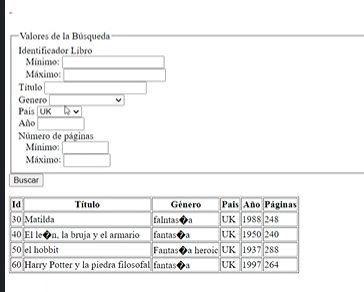 Valores de la Búsqueda
Identificador Libro
Mínimo:
Máximo:
Título
Genero
Pais UK
Año
Número de páginas
Mínimo:
Máximo:
Buscar
Id Título Género Pais Año Páginas
30 Matilda falntas�a UK 1988 248
40 El le�n, la bruja y el armario fantas�a UK 1950 240
50 el hobbit Fantas�a heroic UK 1937 288
60 Harry Potter y la piedra filosofal fantas�a UK 1997 264